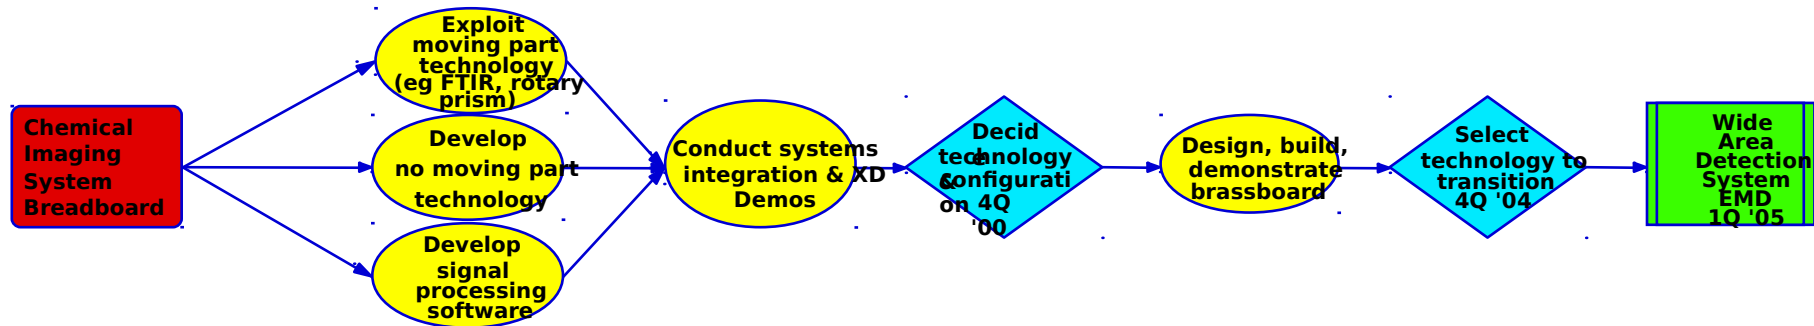 Chemical
Imaging
System
Breadboard
Exploit
moving part
technology
(eg FTIR, rotary
prism)
Develop
no moving part
technology
Develop
signal
processing
software
Conduct systems
integration & XD
Demos
Decid
e
technology
&
configurati
on 4Q
'00
Design, build,
demonstrate
brassboard
Select
technology to
transition
4Q '04
Wide
Area
Detection
System
EMD
1Q '05